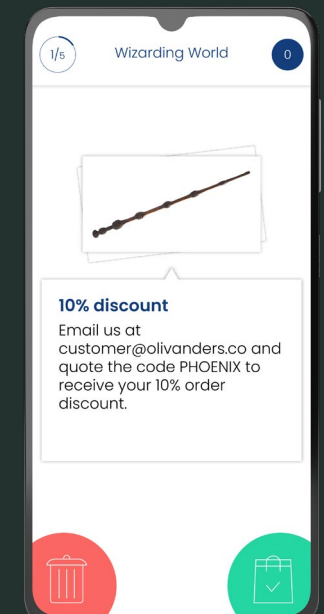 1/5
Wizarding World
0
10% discount
Email us at
customer@olivanders.co and
quote the code PHOENIX to
receive your 10% order
discount.